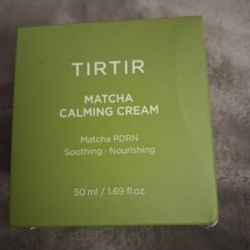 TIRTIR
MATCHA
CALMING CREAM
Matcha PDRN
Soothing · Nourishing
50 ml / 1.69 fl.oz.